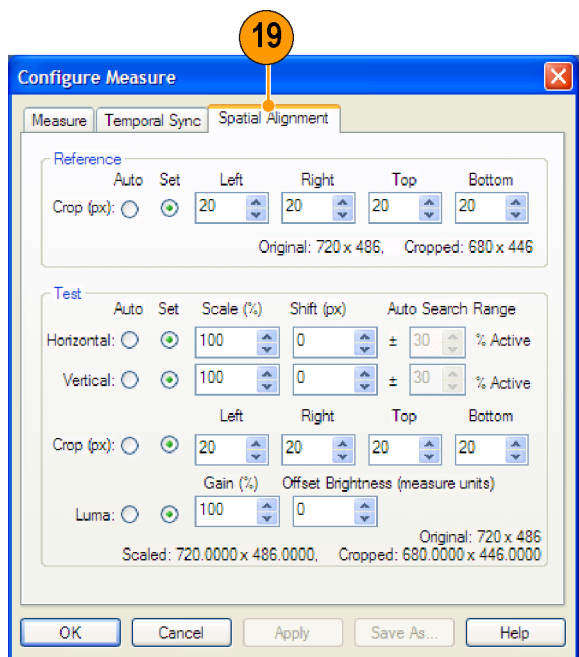 19
Configure Measure
Measure Temporal Sync Spatial Alignment
Reference
Auto Set Left Right Top Bottom
Crop (px): 20 20 20 20
Original: 720 x 486, Cropped: 680 x 446
Test
Auto Set Scale (%) Shift (px) Auto Search Range
Horizontal: 100 0 ± 30 % Active
Vertical: 100 0 ± 30 % Active
Left Right Top Bottom
Crop (px): 20 20 20 20
Gain (%) Offset Brightness (measure units)
Luma: 100 0
Original: 720 x 486
Scaled: 720.0000 x 486.0000, Cropped: 680.0000 x 446.0000
OK Cancel Apply Save As... Help